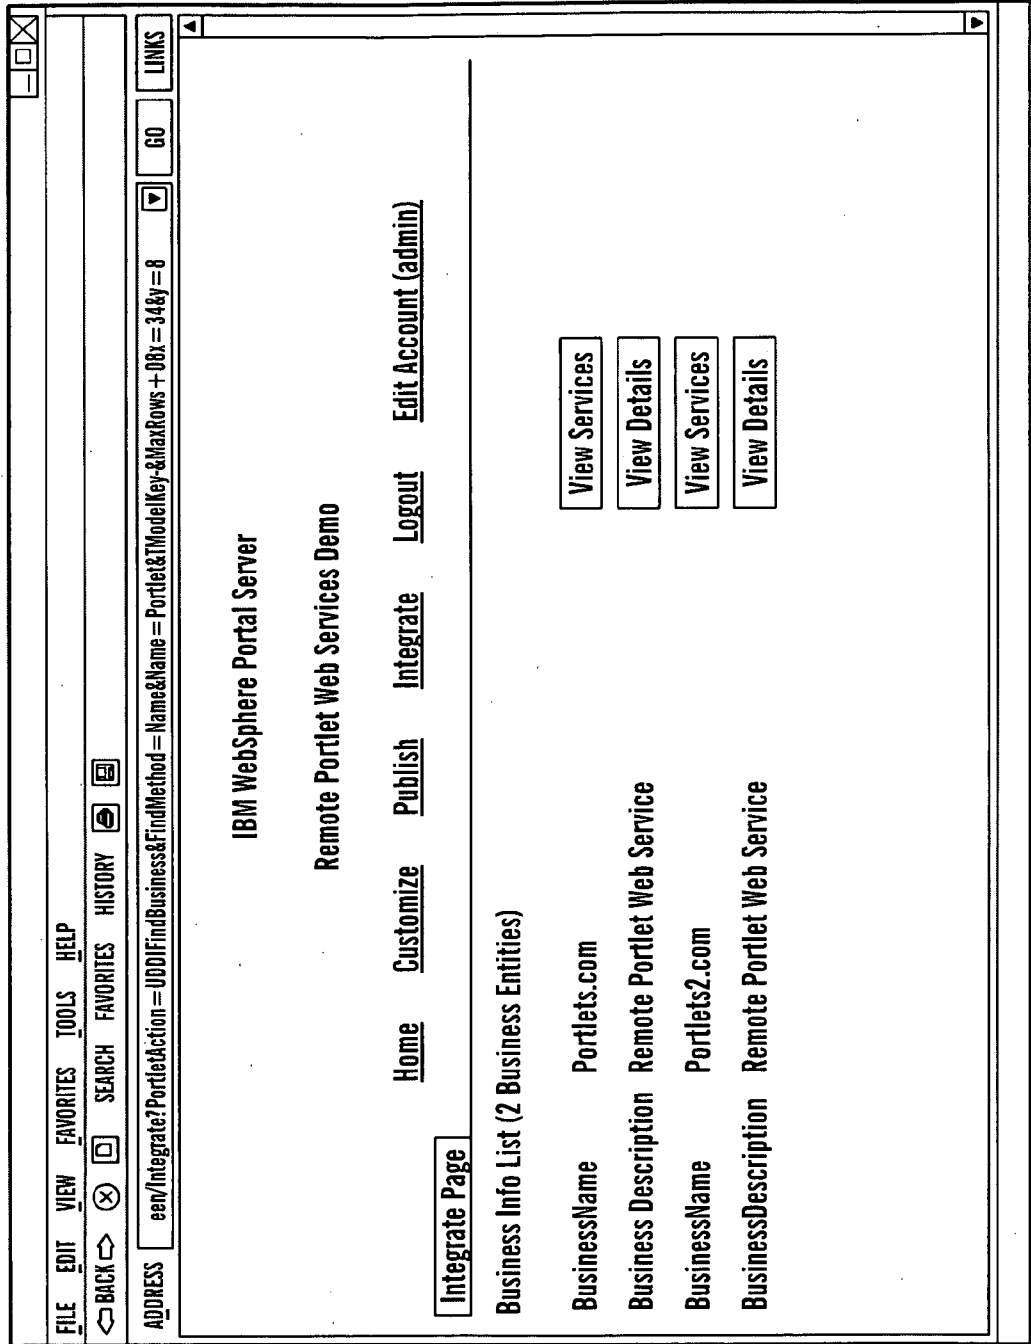 FILE EDIT VIEW FAVORITES TOOLS HELP
BACK SEARCH FAVORITES HISTORY
ADDRESS een/Integrate?PortletAction=UDDIFindBusiness&FindMethod=Name&Name=Portlet&TModelKey-&MaxRows+08x=34&y=8 GO LINKS
IBM WebSphere Portal Server
Remote Portlet Web Services Demo
Home Customize Publish Integrate Logout Edit Account (admin)
Integrate Page
Business Info List (2 Business Entities)
BusinessName Portlets.com View Services
Business Description Remote Portlet Web Service View Details
BusinessName Portlets2.com View Services
BusinessDescription Remote Portlet Web Service View Details